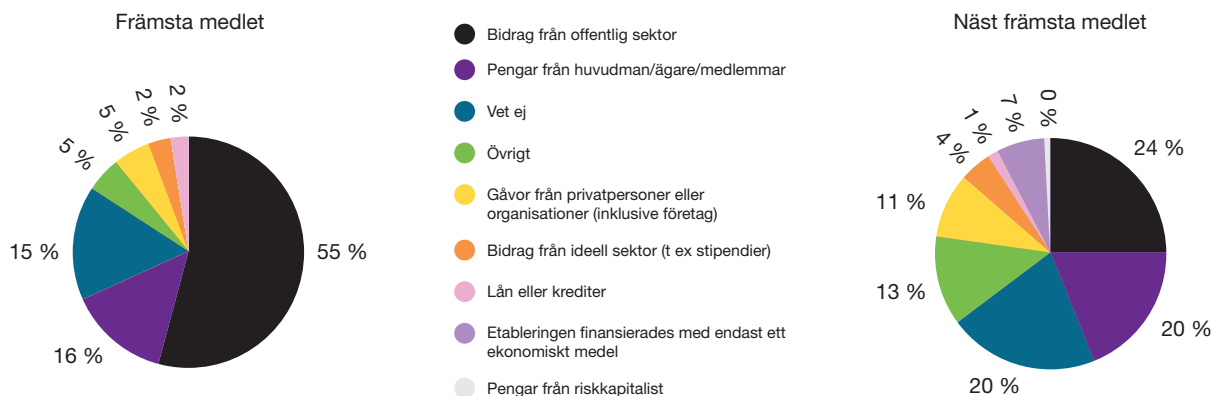 Främsta medlet
55 %
16 %
15 %
5 %
5 %
2 %
2 %
Bidrag från offentlig sektor
Pengar från huvudman/ägare/medlemmar
Vet ej
Övrigt
Gåvor från privatpersoner eller
organisationer (inklusive företag)
Bidrag från ideell sektor (t ex stipendier)
Lån eller krediter
Etableringen finansierades med endast ett
ekonomiskt medel
Pengar från riskkapitalist
Näst främsta medlet
24 %
20 %
20 %
13 %
11 %
4 %
1 %
7 %
0 %